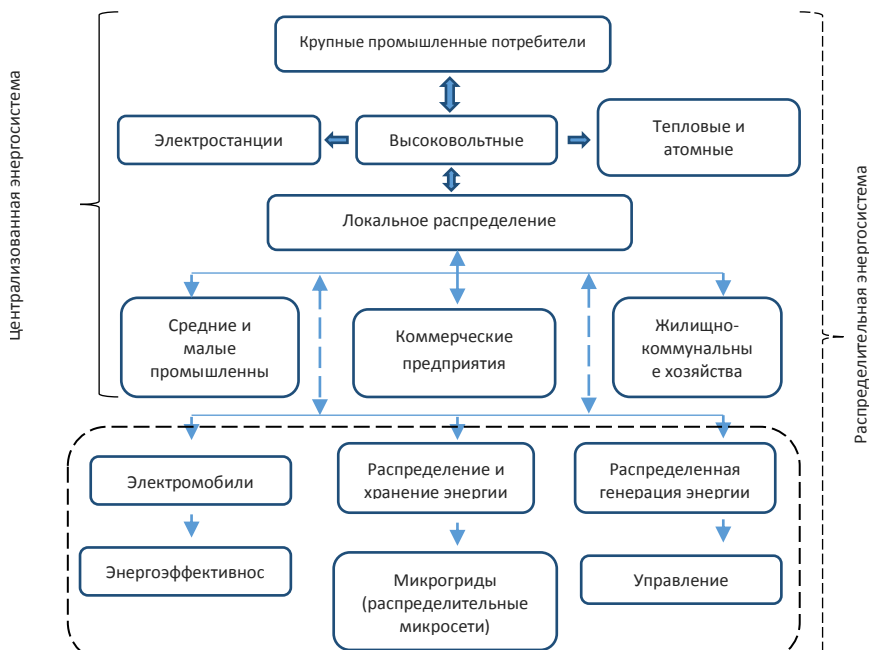 Централизованная энергосистема
Крупные промышленные потребители
Электростанции
Высоковольтные
Тепловые и
атомные
Локальное распределение
Средние и
малые
промышленны
Коммерческие
предприятия
Жилищно-
коммунальны
е хозяйства
Распределительная энергосистема
Электромобили
Распределение и
хранение энергии
Распределенная
генерация энергии
Энергоэффективнос
Микрогриды
(распределительные
микросети)
Управление